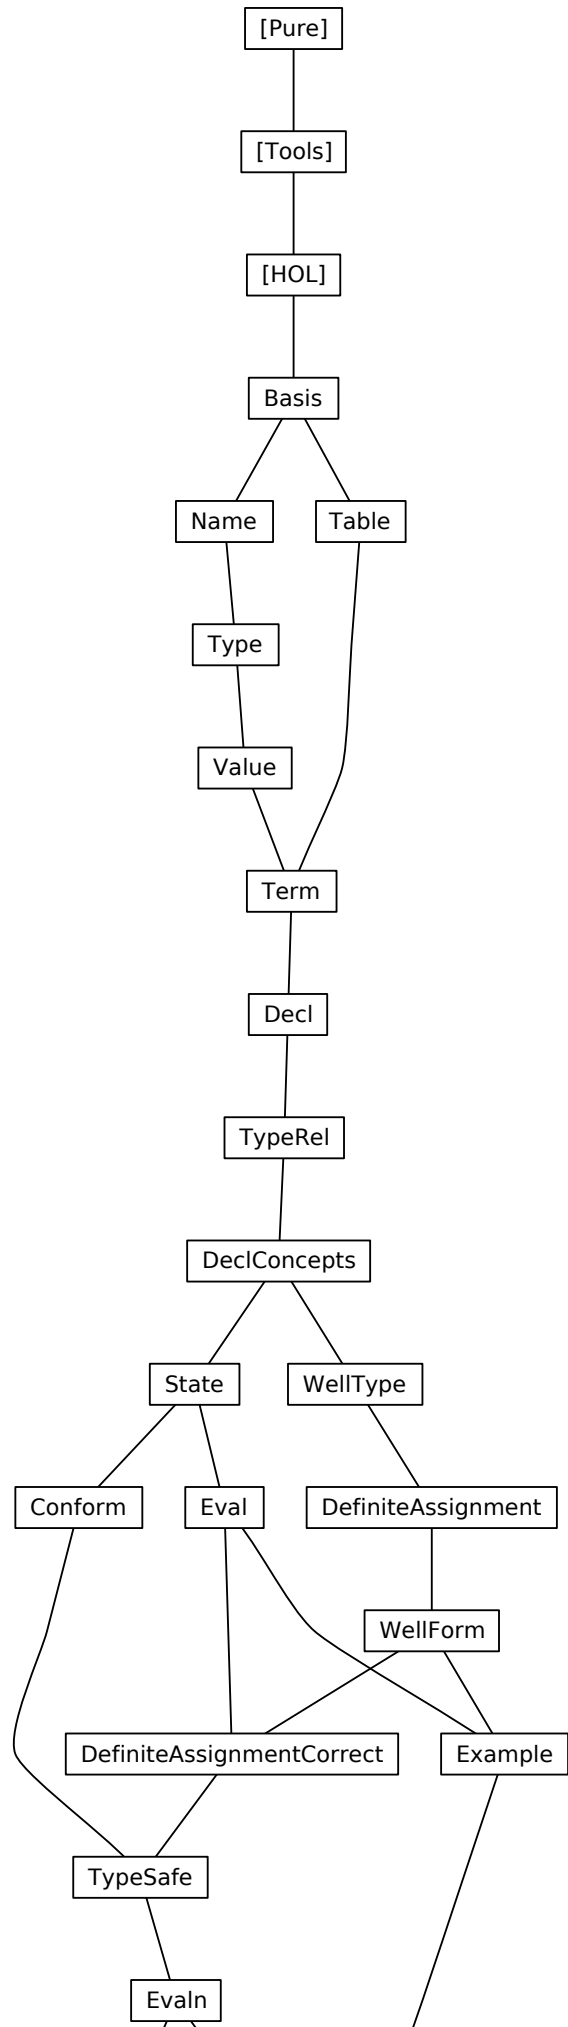 [Pure]
[Tools]
[HOL]
Basis
Name
Table
Type
Value
Term
Decl
TypeRel
DeclConcepts
State
WellType
Conform
Eval
DefiniteAssignment
WellForm
DefiniteAssignmentCorrect
Example
TypeSafe
Evaln